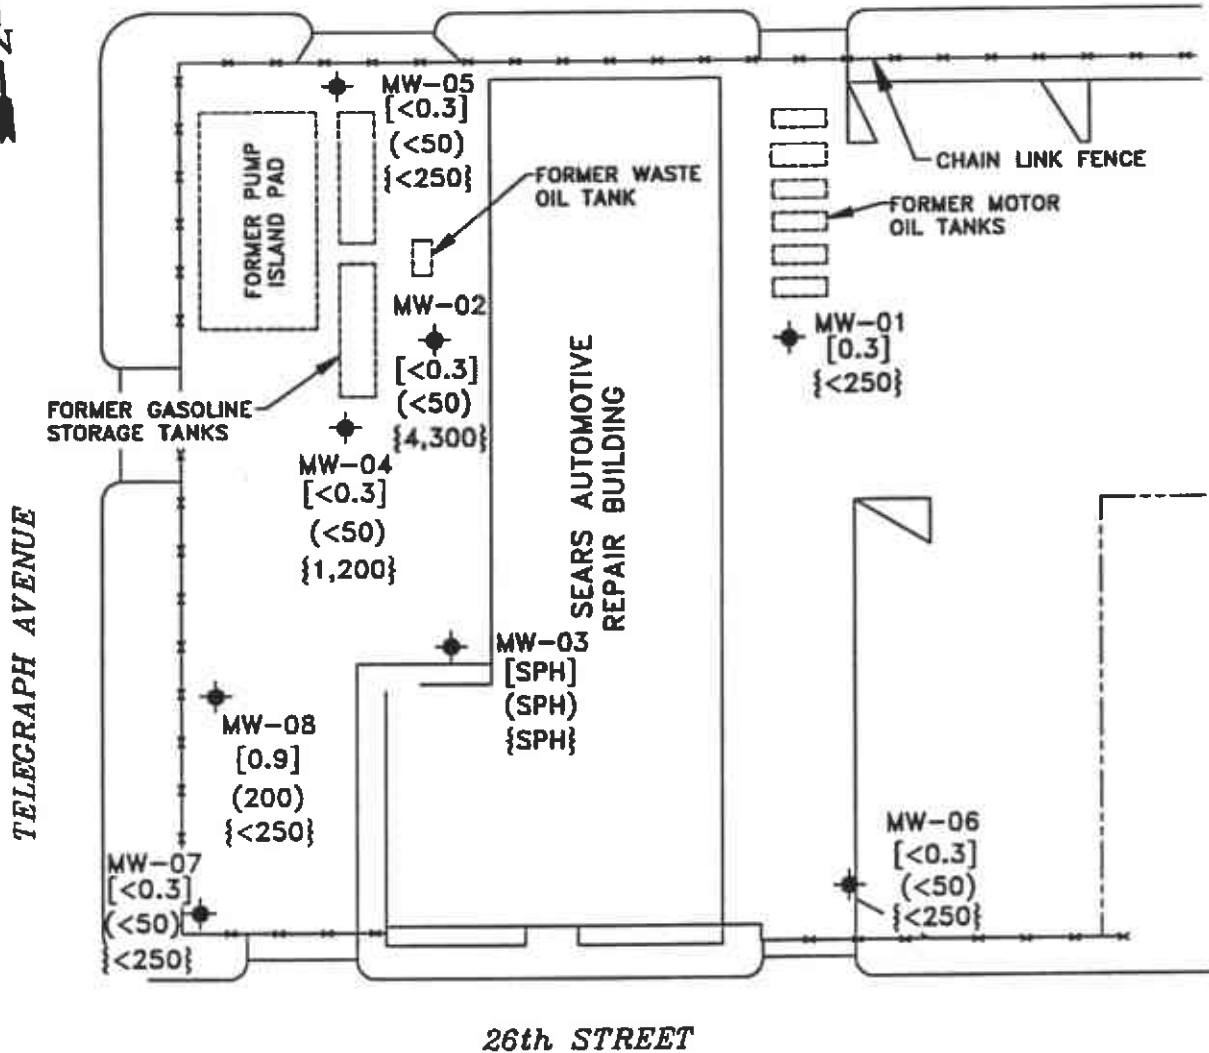 MW-05
[<0.3]
(<50)
{<250}
FORMER PUMP
ISLAND PAD
FORMER WASTE
OIL TANK
CHAIN LINK FENCE
FORMER MOTOR
OIL TANKS
MW-02
[<0.3]
(<50)
{4,300}
MW-01
[0.3]
{<250}
FORMER GASOLINE
STORAGE TANKS
MW-04
[<0.3]
(<50)
{1,200}
SEARS AUTOMOTIVE
REPAIR BUILDING
TELEGRAPH AVENUE
MW-03
[SPH]
(SPH)
{SPH}
MW-08
[0.9]
(200)
{<250}
MW-07
[<0.3]
(<50)
{<250}
MW-06
[<0.3]
(<50)
{<250}
26th STREET